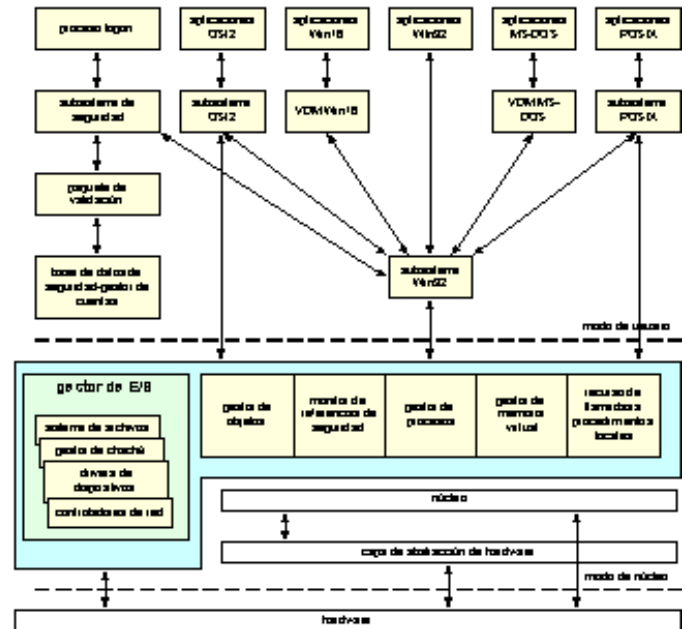 proceso logon
aplicaciones
OS/2
aplicaciones
Win16
aplicaciones
Win32
aplicaciones
MS-DOS
aplicaciones
POSIX
subsistema de
seguridad
subsistema
OS/2
VDM Win16
VDM MS-
DOS
subsistema
POSIX
paquete de
validación
base de datos de
seguridad-gestor de
cuentas
subsistema
Win32
modo de usuario
gestor de E/S
sistema de archivos
gestor de chaché
drivers de
dispositivos
controladores de red
gestor de
objetos
monitor de
referencias de
seguridad
gestor de
procesos
gestor de
memoria
virtual
recurso de
llamada a
procedimientos
locales
núcleo
capa de abstracción de hardware
modo de núcleo
hardware